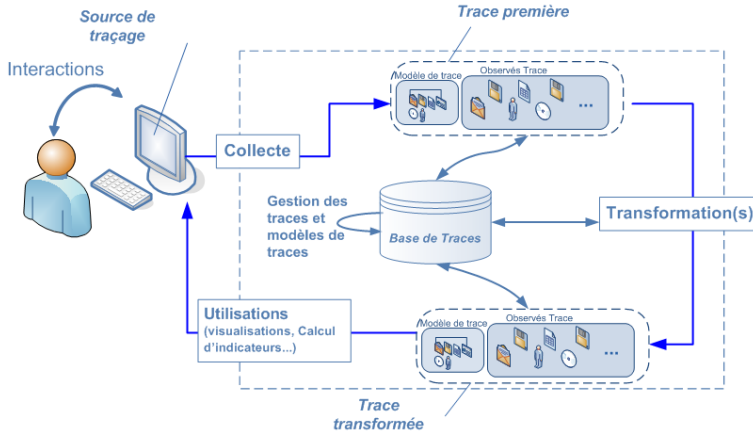 Source de
traçage
Trace première
Interactions
Modèle de trace
Observés Trace
...
Collecte
Gestion des
traces et
modèles de
traces
Base de Traces
Transformation(s)
Utilisations
(visualisations, Calcul
d'indicateurs...)
Modèle de trace
Observés Trace
...
Trace
transformée